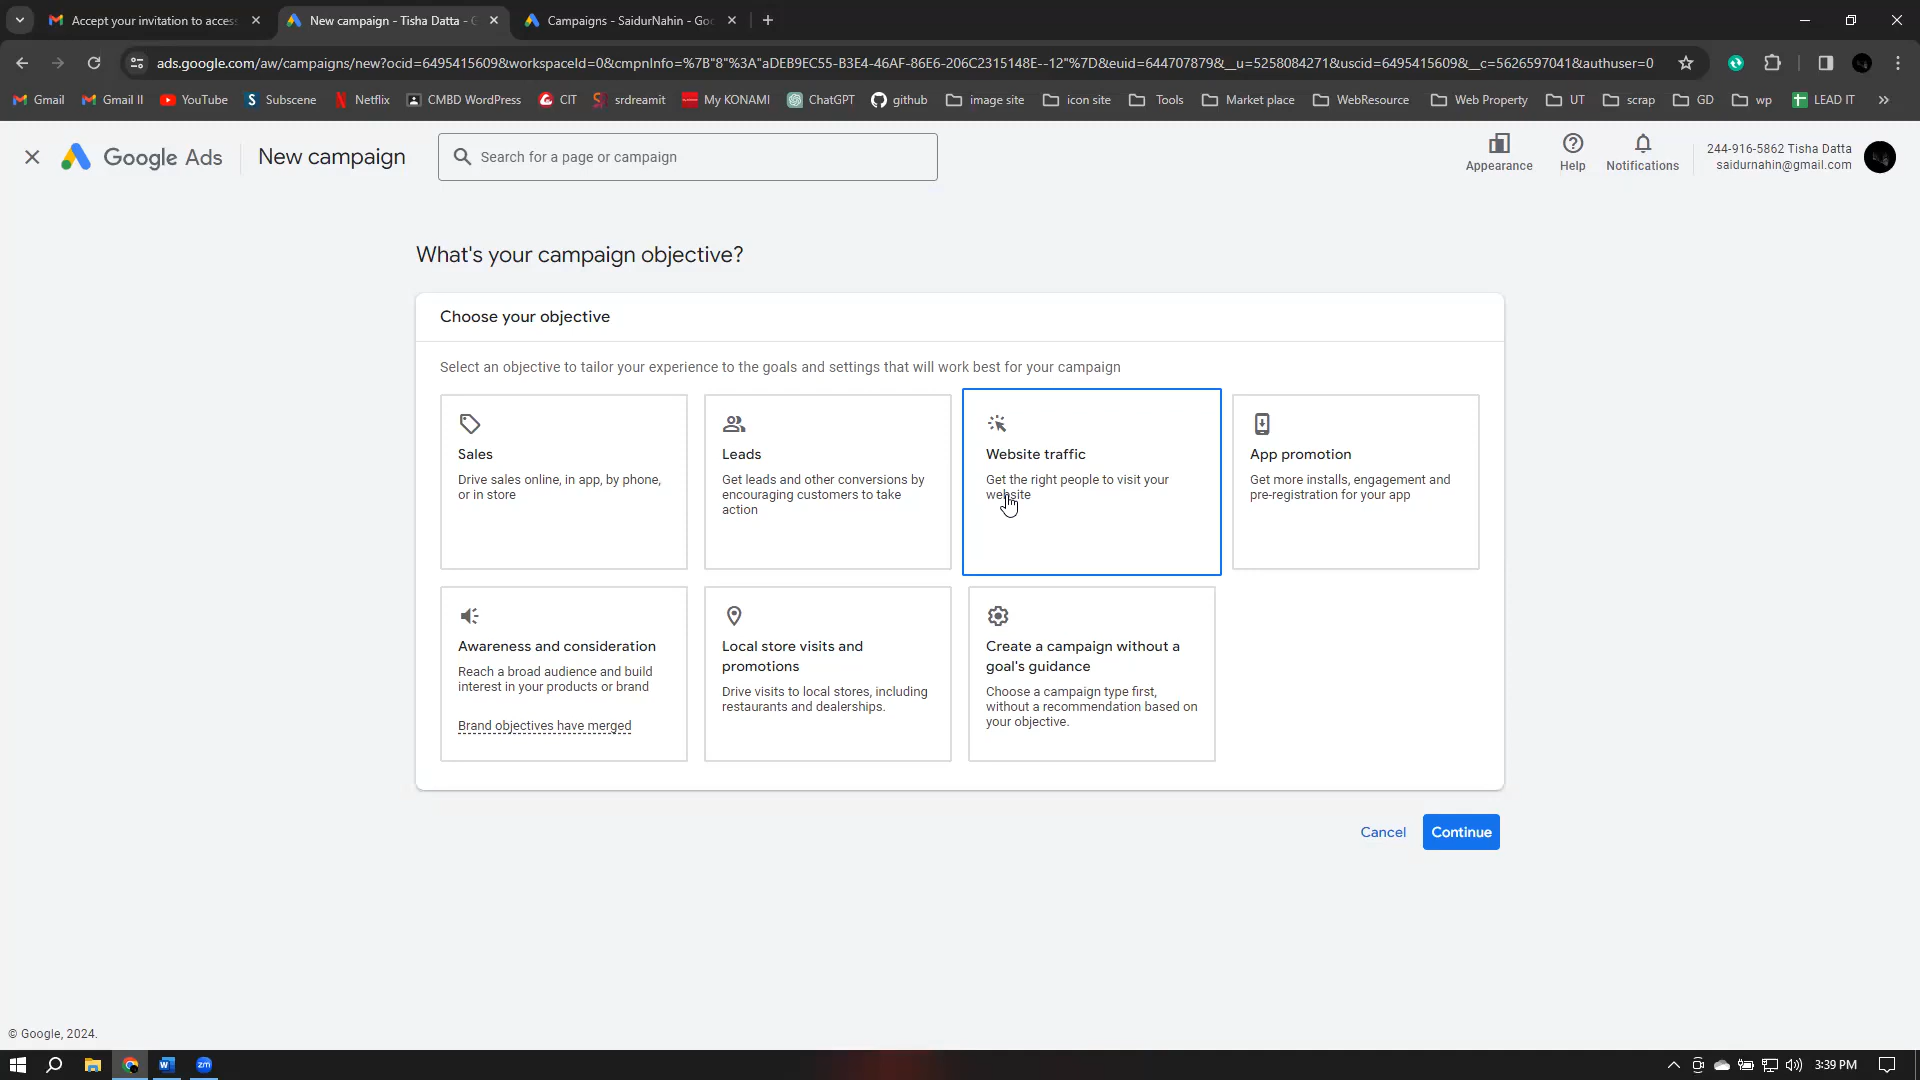 Accept your invitation to acces
New campaign - Tisha Datta - G
Campaigns - SaidurNahin - Goo
ads.google.com/aw/campaigns/new?ocid=6495415609&workspaceId=0&cmpnInfo=%7B"8"%3A"aDEB9EC55-B3E4-46AF-86E6-206C2315148E--12"%7D&euid=644707879&__u=5258084271&uscid=6495415609&__c=5626597041&authuser=0
Gmail
Gmail II
YouTube
Subscene
Netflix
CMBD WordPress
CIT
srdreamit
My KONAMI
ChatGPT
github
image site
icon site
Tools
Market place
WebResource
Web Property
UT
scrap
GD
wp
LEAD IT
Google Ads
New campaign
Search for a page or campaign
Appearance
Help
Notifications
244-916-5862 Tisha Datta
saidurnahin@gmail.com
What's your campaign objective?
Choose your objective
Select an objective to tailor your experience to the goals and settings that will work best for your campaign
Sales
Drive sales online, in app, by phone,
or in store
Leads
Get leads and other conversions by
encouraging customers to take
action
Website traffic
Get the right people to visit your
website
App promotion
Get more installs, engagement and
pre-registration for your app
Awareness and consideration
Reach a broad audience and build
interest in your products or brand
Brand objectives have merged
Local store visits and
promotions
Drive visits to local stores, including
restaurants and dealerships.
Create a campaign without a
goal's guidance
Choose a campaign type first,
without a recommendation based on
your objective.
Cancel
Continue
© Google, 2024.
zm
3:39 PM